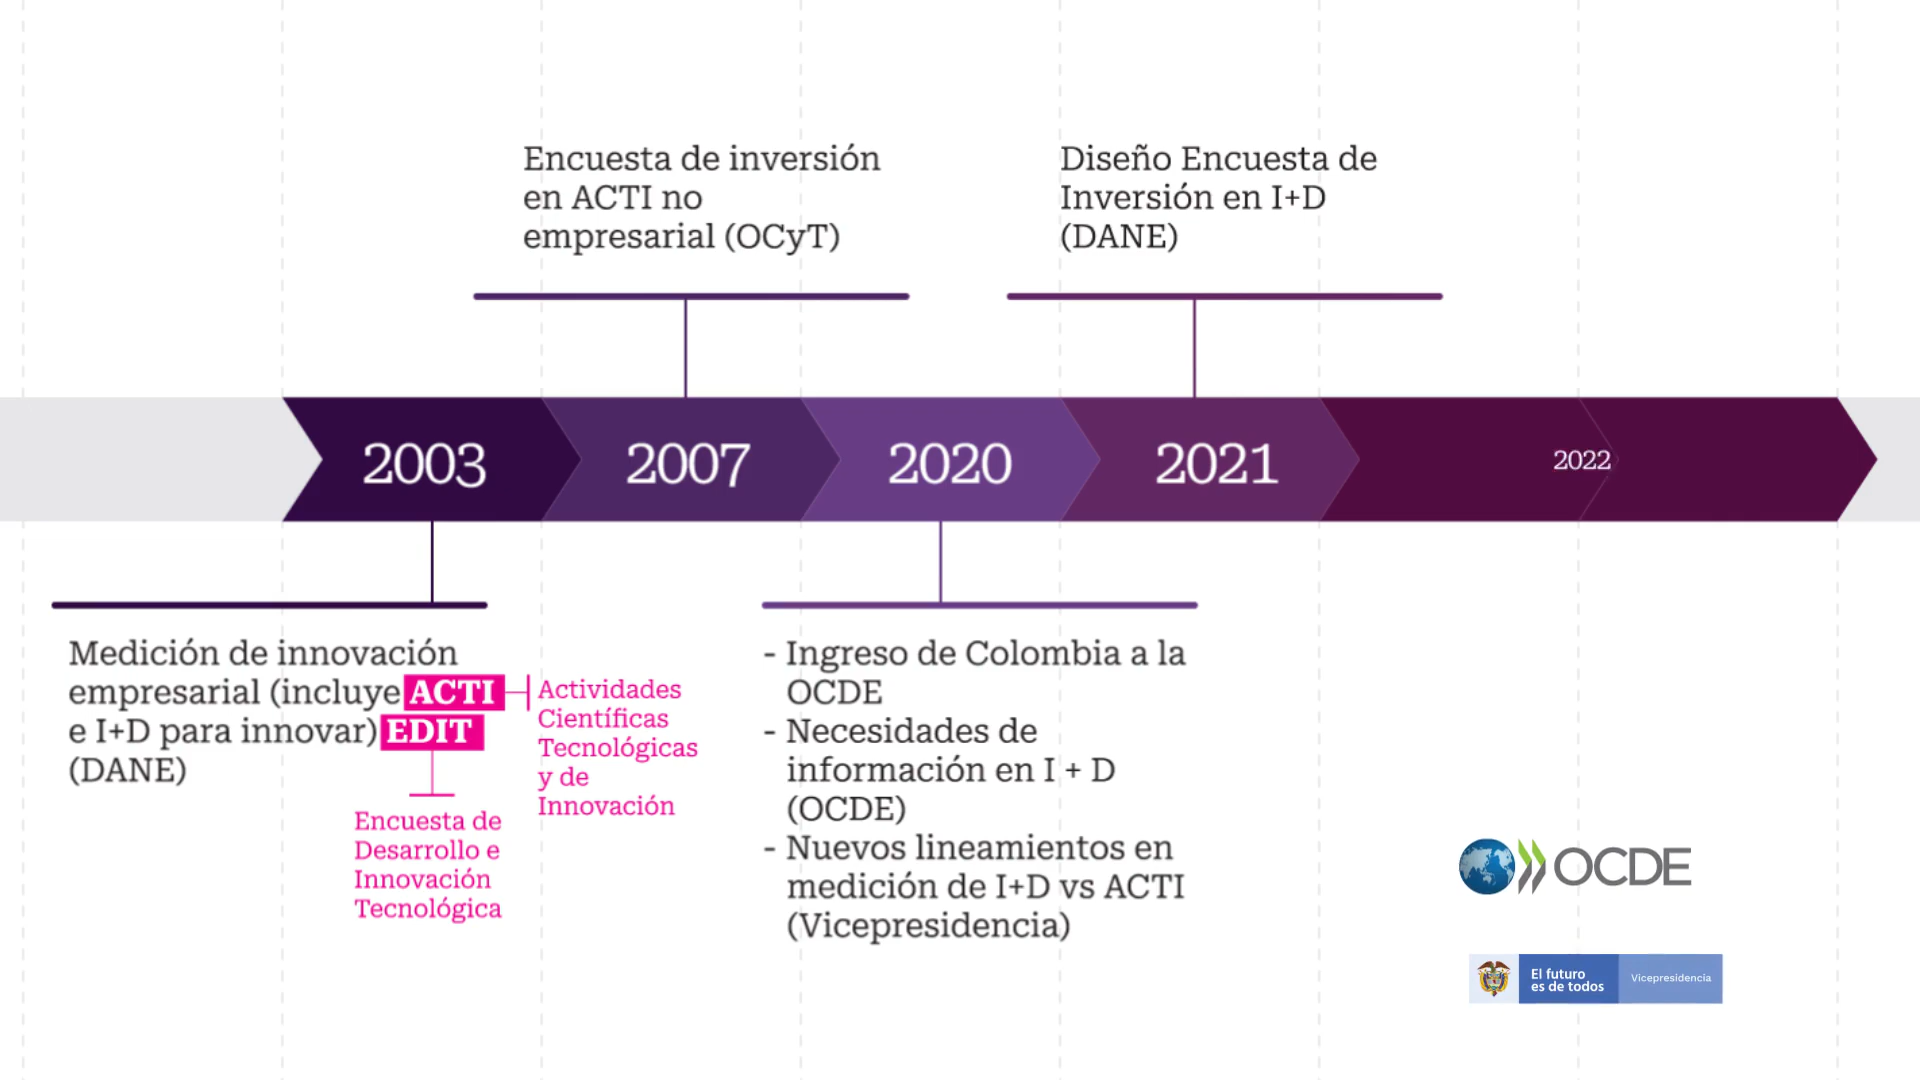 Encuesta de inversión
en ACTI no
empresarial (OCyT)
Diseño Encuesta de
Inversión en I+D
(DANE)
2003
2007
2020
2021
2022
Medición de innovación
empresarial (incluye ACTI
e I+D para innovar) EDIT
(DANE)
Actividades
Científicas
Tecnológicas
y de
Innovación
Encuesta de
Desarrollo e
Innovación
Tecnológica
- Ingreso de Colombia a la
OCDE
- Necesidades de
información en I + D
(OCDE)
- Nuevos lineamientos en
medición de I+D vs ACTI
(Vicepresidencia)
OCDE
El futuro
es de todos
Vicepresidencia